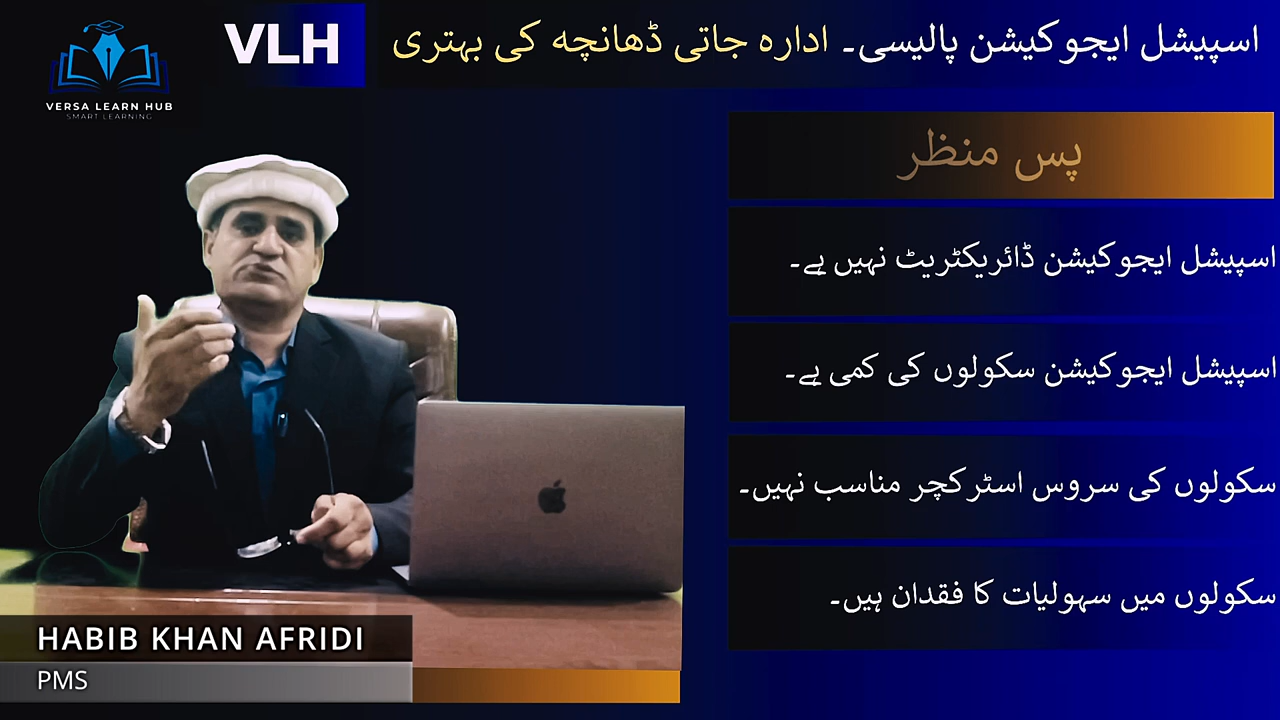 VERSA LEARN HUB
SMART LEARNING
VLH
اسپیشل ایجوکیشن پالیسی۔ ادارہ جاتی ڈھانچہ کی بہتری
پس منظر
اسپیشل ایجوکیشن ڈائریکٹریٹ نہیں ہے۔
اسپیشل ایجوکیشن سکولوں کی کمی ہے۔
سکولوں کی سروس اسٹرکچر مناسب نہیں۔
سکولوں میں سہولیات کا فقدان ہیں۔
HABIB KHAN AFRIDI
PMS